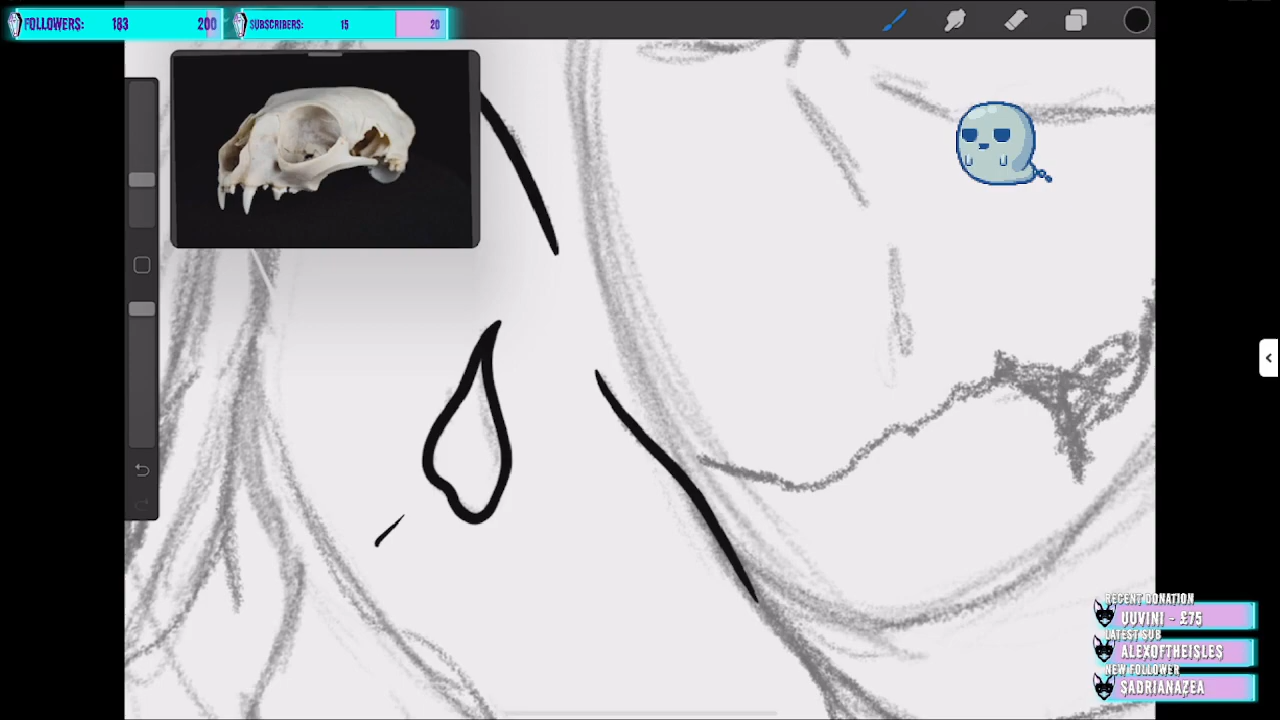 FOLLOWERS: 183 200
SUBSCRIBERS: 15 20
RECENT DONATION
UUVINI - £75
LATEST SUB
ALEXOFTHEISLES
NEW FOLLOWER
SADRIANAZEA